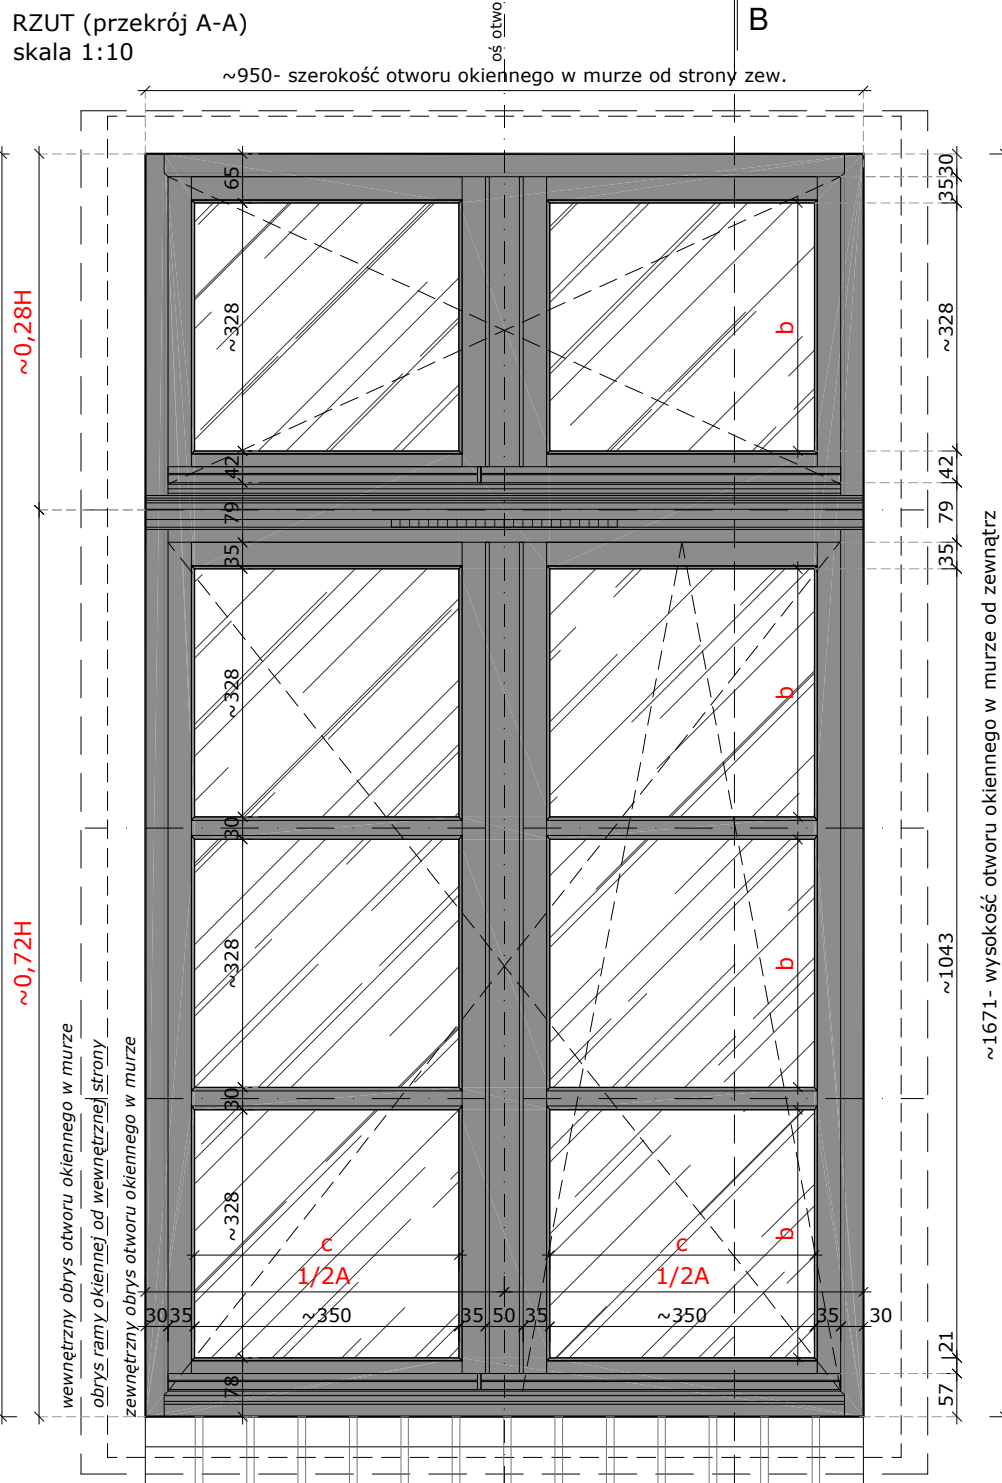 RZUT (przekrój A-A)
skala 1:10
oś otwo
B
~950- szerokość otworu okiennego w murze od strony zew.
65
~328
42
79
35
~328
30
~328
30
~328
78
~0,28H
~0,72H
b
b
b
b
30
35
~328
42
79
35
~1043
21
57
~1671- wysokość otworu okiennego w murze od zewnątrz
wewnętrzny obrys otworu okiennego w murze
obrys ramy okiennej od wewnętrznej strony
zewnętrzny obrys otworu okiennego w murze
c c
1/2A 1/2A
30 35 ~350 35 50 35 ~350 35 30